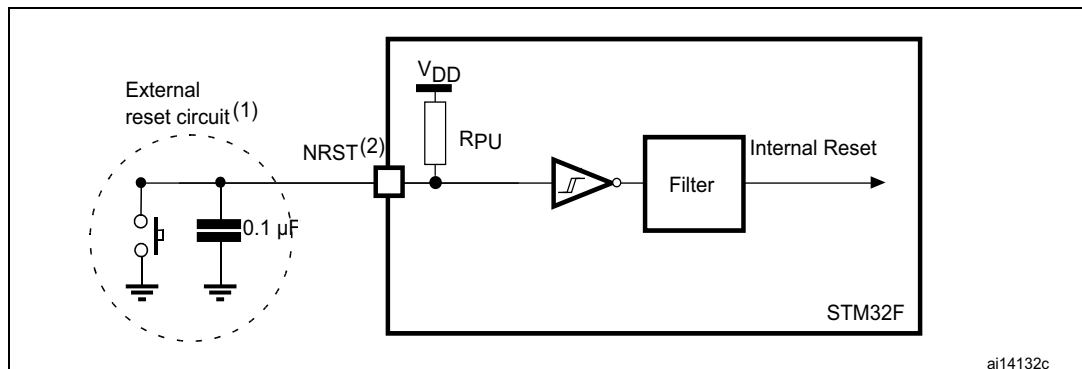 External
reset circuit(1)
NRST(2)
VDD
RPU
0.1 μF
Filter
Internal Reset
STM32F
ai14132c